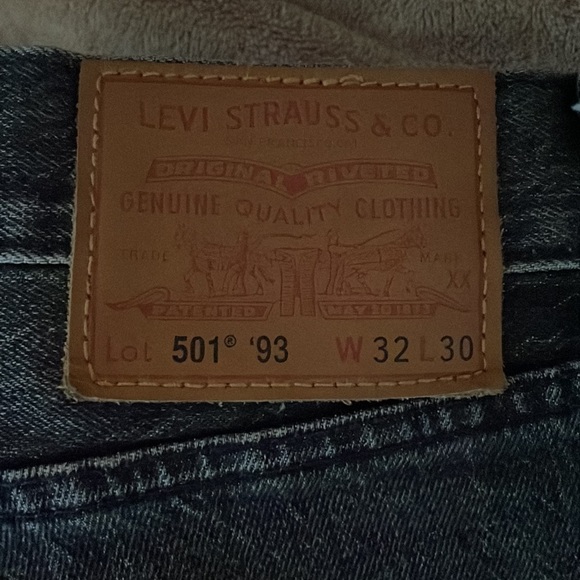 LEVI STRAUSS & CO.
ORIGINAL RIVETED
GENUINE QUALITY CLOTHING
TRADE MARK
XX
PATENTED MAY 20 1873
Lot 501® '93 W 32 L 30